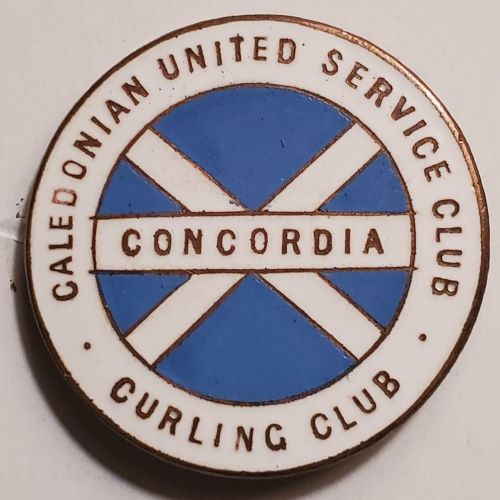 CALEDONIAN UNITED SERVICE CLUB
CONCORDIA
· CURLING CLUB ·